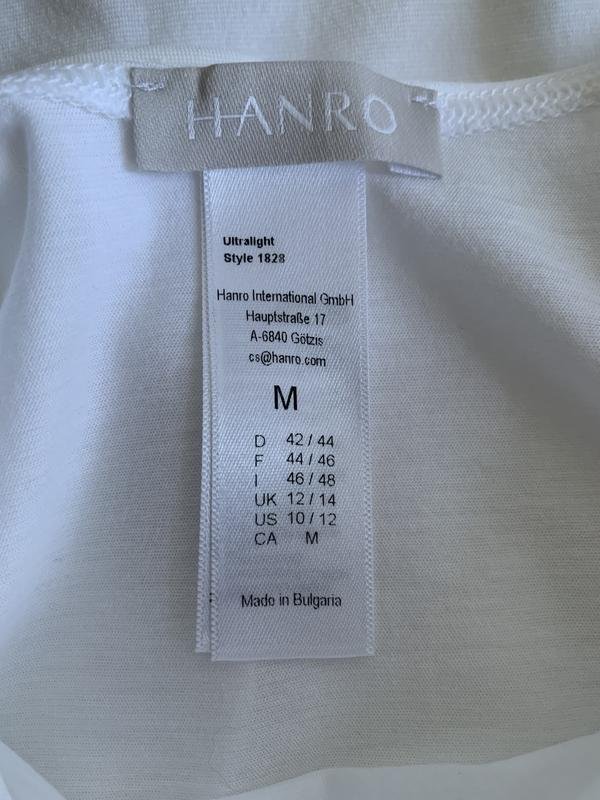 HANRO
Ultralight
Style 1828
Hanro International GmbH
Hauptstraße 17
A-6840 Götzis
cs@hanro.com
M
D 42 / 44
F 44 / 46
I 46 / 48
UK 12 / 14
US 10 / 12
CA M
Made in Bulgaria